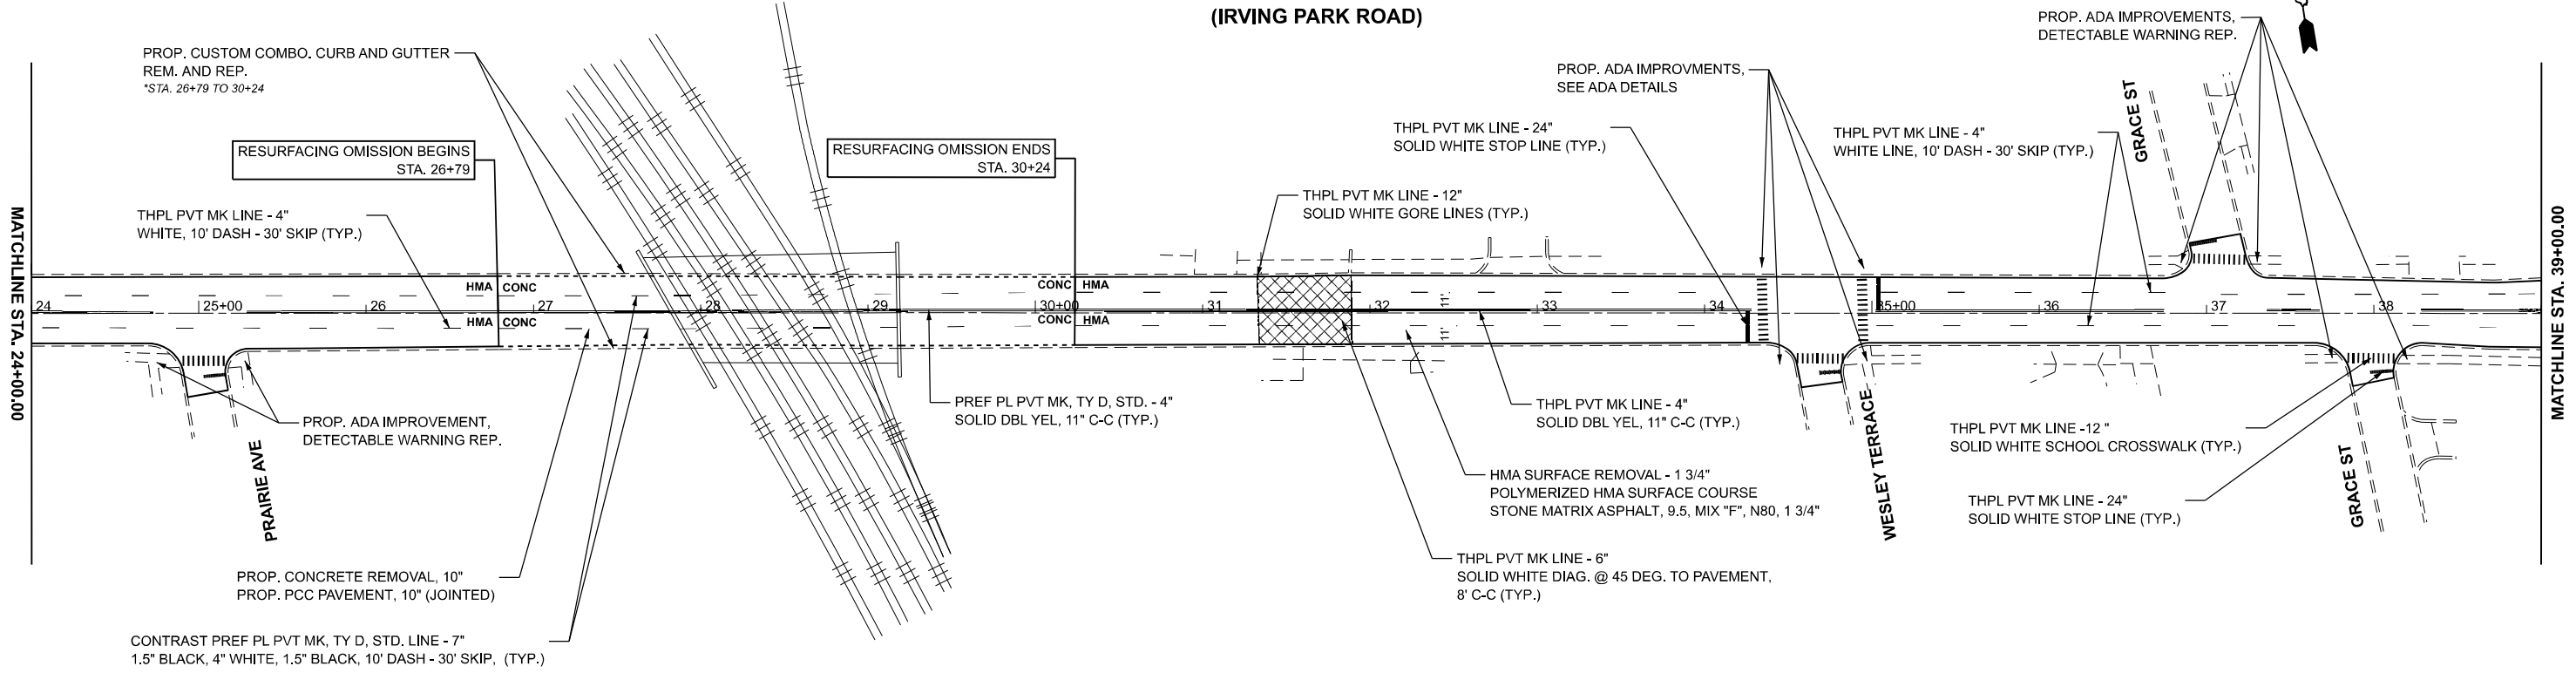 (IRVING PARK ROAD)
PROP. CUSTOM COMBO. CURB AND GUTTER
REM. AND REP.
*STA. 26+79 TO 30+24
RESURFACING OMISSION BEGINS
STA. 26+79
THPL PVT MK LINE - 4"
WHITE, 10' DASH - 30' SKIP (TYP.)
RESURFACING OMISSION ENDS
STA. 30+24
THPL PVT MK LINE - 12"
SOLID WHITE GORE LINES (TYP.)
THPL PVT MK LINE - 24"
SOLID WHITE STOP LINE (TYP.)
PROP. ADA IMPROVMENTS,
SEE ADA DETAILS
THPL PVT MK LINE - 4"
WHITE LINE, 10' DASH - 30' SKIP (TYP.)
PROP. ADA IMPROVEMENTS,
DETECTABLE WARNING REP.
GRACE ST
MATCHLINE STA. 24+00.00
MATCHLINE STA. 39+00.00
HMA CONC
CONC HMA
24 25+00 26 27 28 29 30+00 31 32 33 34 35+00 36 37 38
HMA CONC
CONC HMA
11'
11'
PROP. ADA IMPROVEMENT,
DETECTABLE WARNING REP.
PRAIRIE AVE
PREF PL PVT MK, TY D, STD. - 4"
SOLID DBL YEL, 11" C-C (TYP.)
THPL PVT MK LINE - 4"
SOLID DBL YEL, 11" C-C (TYP.)
HMA SURFACE REMOVAL - 1 3/4"
POLYMERIZED HMA SURFACE COURSE
STONE MATRIX ASPHALT, 9.5, MIX "F", N80, 1 3/4"
WESLEY TERRACE
THPL PVT MK LINE -12 "
SOLID WHITE SCHOOL CROSSWALK (TYP.)
THPL PVT MK LINE - 24"
SOLID WHITE STOP LINE (TYP.)
GRACE ST
PROP. CONCRETE REMOVAL, 10"
PROP. PCC PAVEMENT, 10" (JOINTED)
THPL PVT MK LINE - 6"
SOLID WHITE DIAG. @ 45 DEG. TO PAVEMENT,
8' C-C (TYP.)
CONTRAST PREF PL PVT MK, TY D, STD. LINE - 7"
1.5" BLACK, 4" WHITE, 1.5" BLACK, 10' DASH - 30' SKIP, (TYP.)